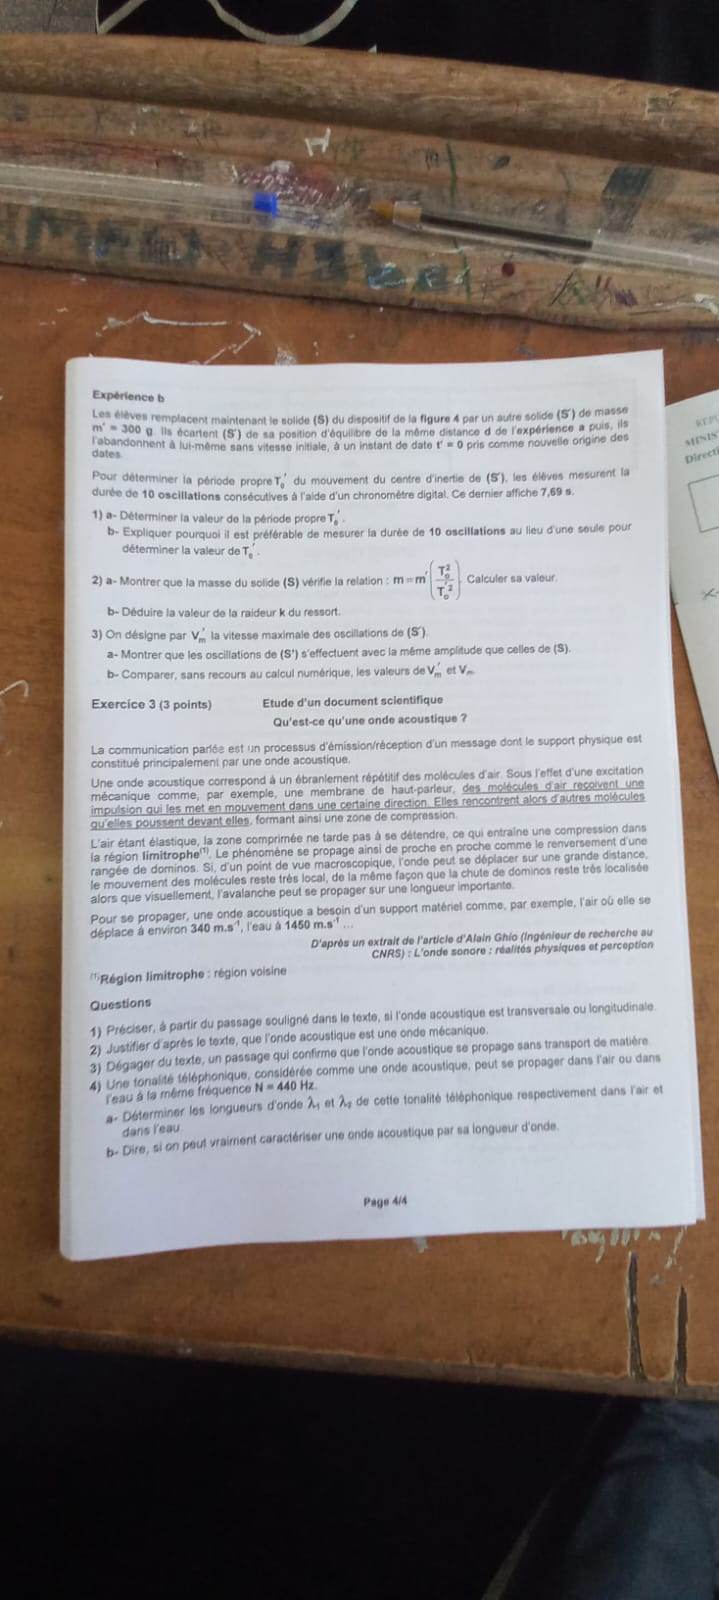 Expérience b
Les élèves remplacent maintenant le solide (S) du dispositif de la figure 4 par un autre solide (S') de masse
m' = 300 g. Ils écartent (S') de sa position d'équilibre de la même distance d de l'expérience a puis, ils
l'abandonnent à lui-même sans vitesse initiale, à un instant de date t' = 0 pris comme nouvelle origine des
dates.
Pour déterminer la période propre T₀' du mouvement du centre d'inertie de (S'), les élèves mesurent la
durée de 10 oscillations consécutives à l'aide d'un chronomètre digital. Ce dernier affiche 7,69 s.
1) a- Déterminer la valeur de la période propre T₀'.
b- Expliquer pourquoi il est préférable de mesurer la durée de 10 oscillations au lieu d'une seule pour
déterminer la valeur de T₀'.
2) a- Montrer que la masse du solide (S) vérifie la relation : m = m' (T₀²/T₀'²). Calculer sa valeur.
b- Déduire la valeur de la raideur k du ressort.
3) On désigne par Vₘ' la vitesse maximale des oscillations de (S').
a- Montrer que les oscillations de (S') s'effectuent avec la même amplitude que celles de (S).
b- Comparer, sans recours au calcul numérique, les valeurs de Vₘ' et Vₘ.
Exercice 3 (3 points) Etude d'un document scientifique
Qu'est-ce qu'une onde acoustique ?
La communication parlée est un processus d'émission/réception d'un message dont le support physique est
constitué principalement par une onde acoustique.
Une onde acoustique correspond à un ébranlement répétitif des molécules d'air. Sous l'effet d'une excitation
mécanique comme, par exemple, une membrane de haut-parleur, des molécules d'air reçoivent une
impulsion qui les met en mouvement dans une certaine direction. Elles rencontrent alors d'autres molécules
qu'elles poussent devant elles, formant ainsi une zone de compression.
L'air étant élastique, la zone comprimée ne tarde pas à se détendre, ce qui entraîne une compression dans
la région limitrophe⁽¹⁾. Le phénomène se propage ainsi de proche en proche comme le renversement d'une
rangée de dominos. Si, d'un point de vue macroscopique, l'onde peut se déplacer sur une grande distance,
le mouvement des molécules reste très local, de la même façon que la chute de dominos reste très localisée
alors que visuellement, l'avalanche peut se propager sur une longueur importante.
Pour se propager, une onde acoustique a besoin d'un support matériel comme, par exemple, l'air où elle se
déplace à environ 340 m.s⁻¹, l'eau à 1450 m.s⁻¹ ...
D'après un extrait de l'article d'Alain Ghio (Ingénieur de recherche au
CNRS) : L'onde sonore : réalités physiques et perception
⁽¹⁾Région limitrophe : région voisine
Questions
1) Préciser, à partir du passage souligné dans le texte, si l'onde acoustique est transversale ou longitudinale.
2) Justifier d'après le texte, que l'onde acoustique est une onde mécanique.
3) Dégager du texte, un passage qui confirme que l'onde acoustique se propage sans transport de matière.
4) Une tonalité téléphonique, considérée comme une onde acoustique, peut se propager dans l'air ou dans
l'eau à la même fréquence N = 440 Hz.
a- Déterminer les longueurs d'onde λ₁ et λ₂ de cette tonalité téléphonique respectivement dans l'air et
dans l'eau.
b- Dire, si on peut vraiment caractériser une onde acoustique par sa longueur d'onde.
Page 4/4